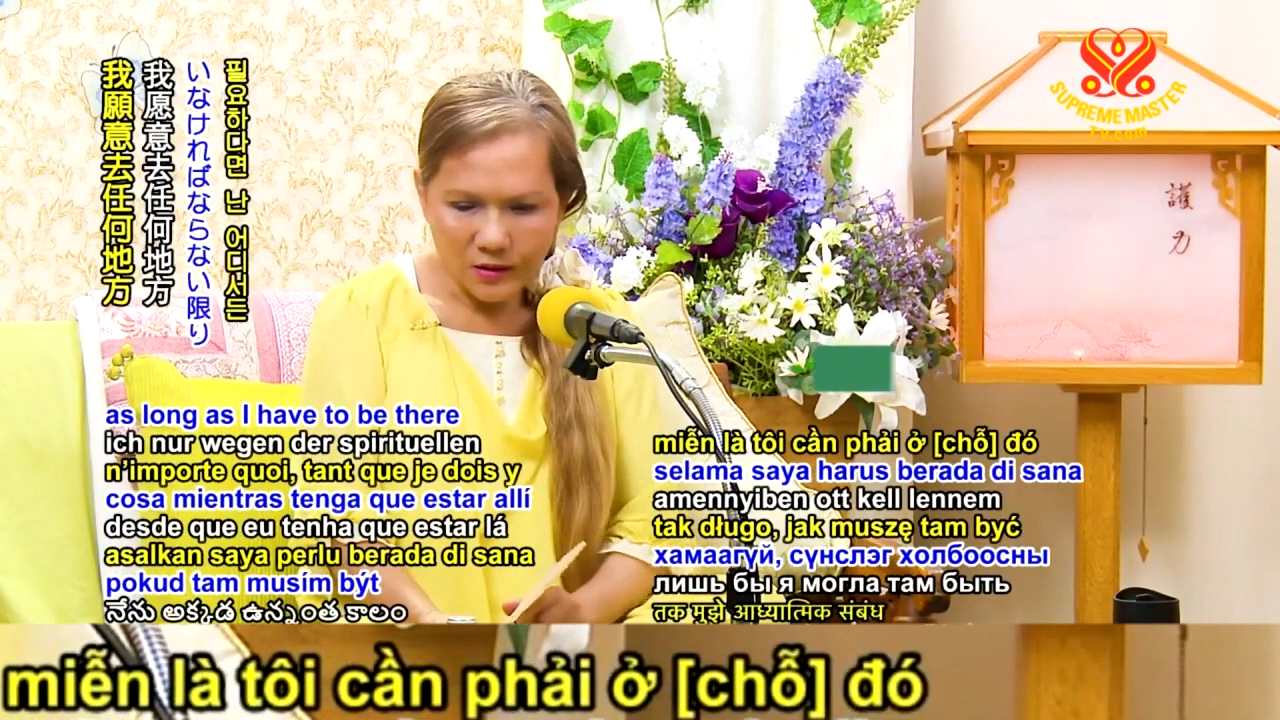 我願意去任何地方
我愿意去任何地方
いなければならない限り
필요하다면 난 어디서든
SUPREME MASTER
TV.com
護
力
as long as I have to be there
ich nur wegen der spirituellen
n'importe quoi, tant que je dois y
cosa mientras tenga que estar allí
desde que eu tenha que estar lá
asalkan saya perlu berada di sana
pokud tam musím být
నేను అక్కడ ఉన్నంత కాలం
miễn là tôi cần phải ở [chỗ] đó
selama saya harus berada di sana
amennyiben ott kell lennem
tak długo, jak muszę tam być
хамаагүй, сүнслэг холбоосны
лишь бы я могла там быть
तक मुझे आध्यात्मिक संबंध
miễn là tôi cần phải ở [chỗ] đó